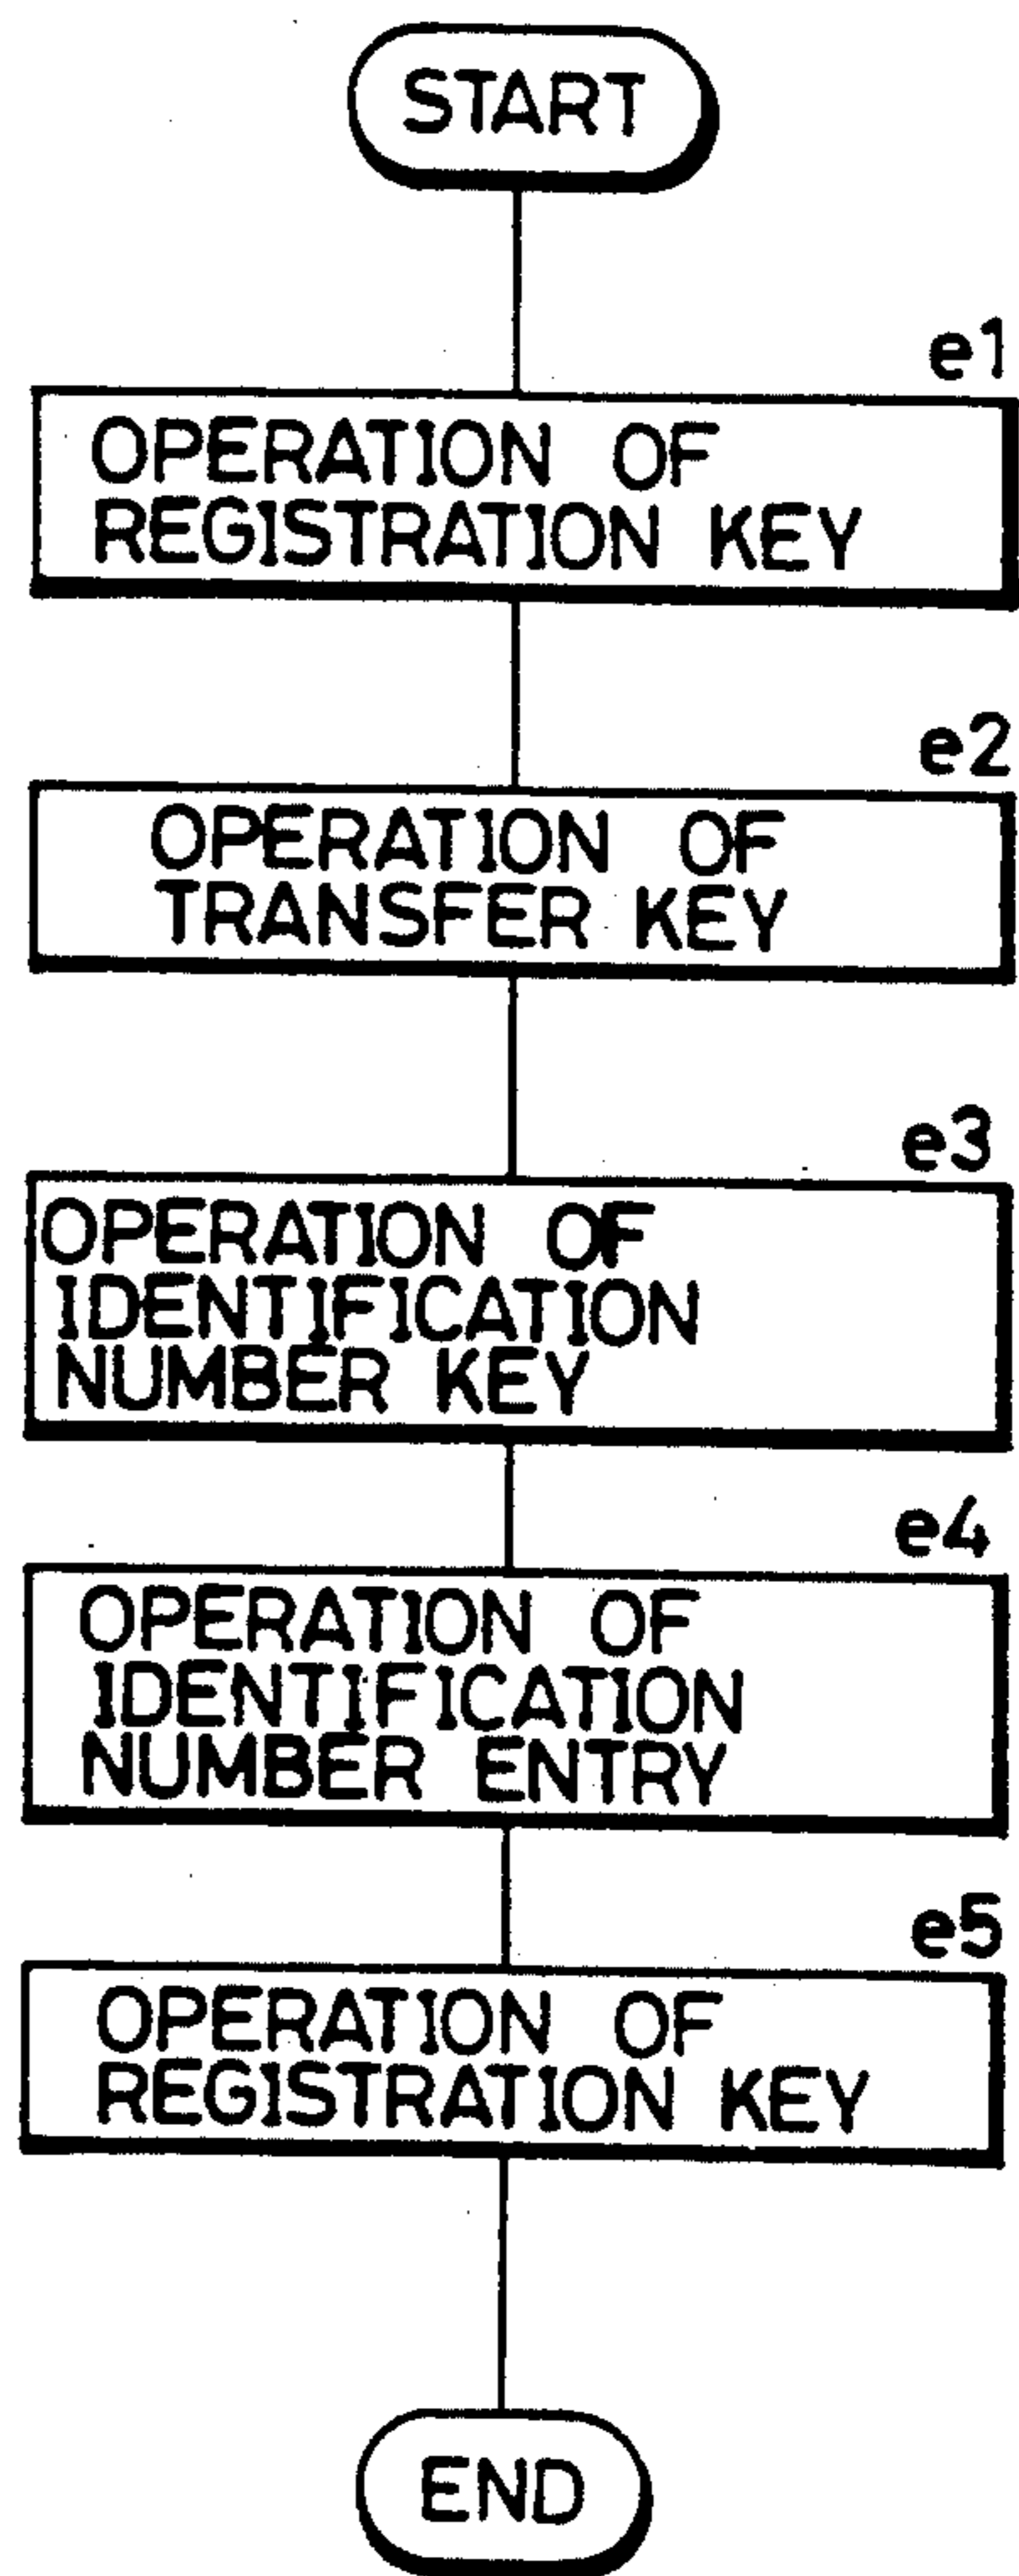 START
e1
OPERATION OF
REGISTRATION KEY
e2
OPERATION OF
TRANSFER KEY
e3
OPERATION OF
IDENTIFICATION
NUMBER KEY
e4
OPERATION OF
IDENTIFICATION
NUMBER ENTRY
e5
OPERATION OF
REGISTRATION KEY
END